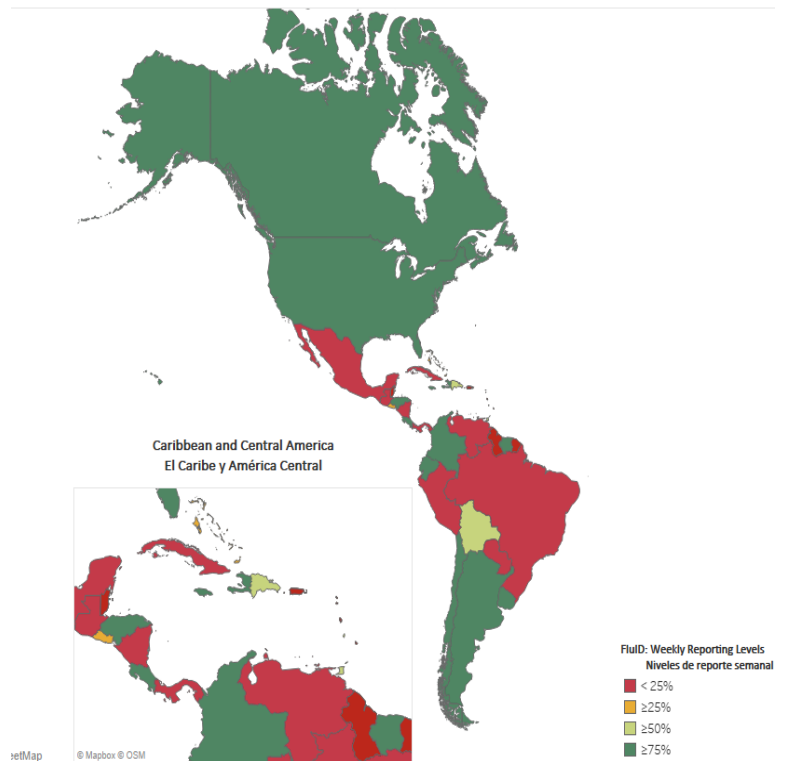 Caribbean and Central America
El Caribe y América Central
FluID: Weekly Reporting Levels
Niveles de reporte semanal
< 25%
≥25%
≥50%
≥75%
eetMap
© Mapbox © OSM